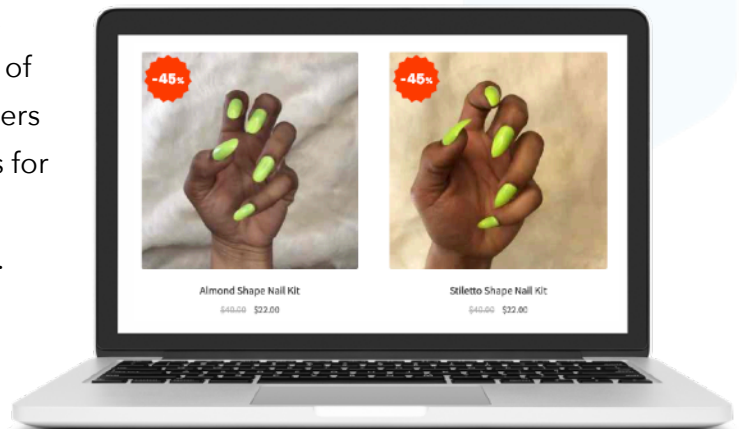 of
ers
s for
.
-45%
-45%
Almond Shape Nail Kit
$40.00 $22.00
Stiletto Shape Nail Kit
$40.00 $22.00